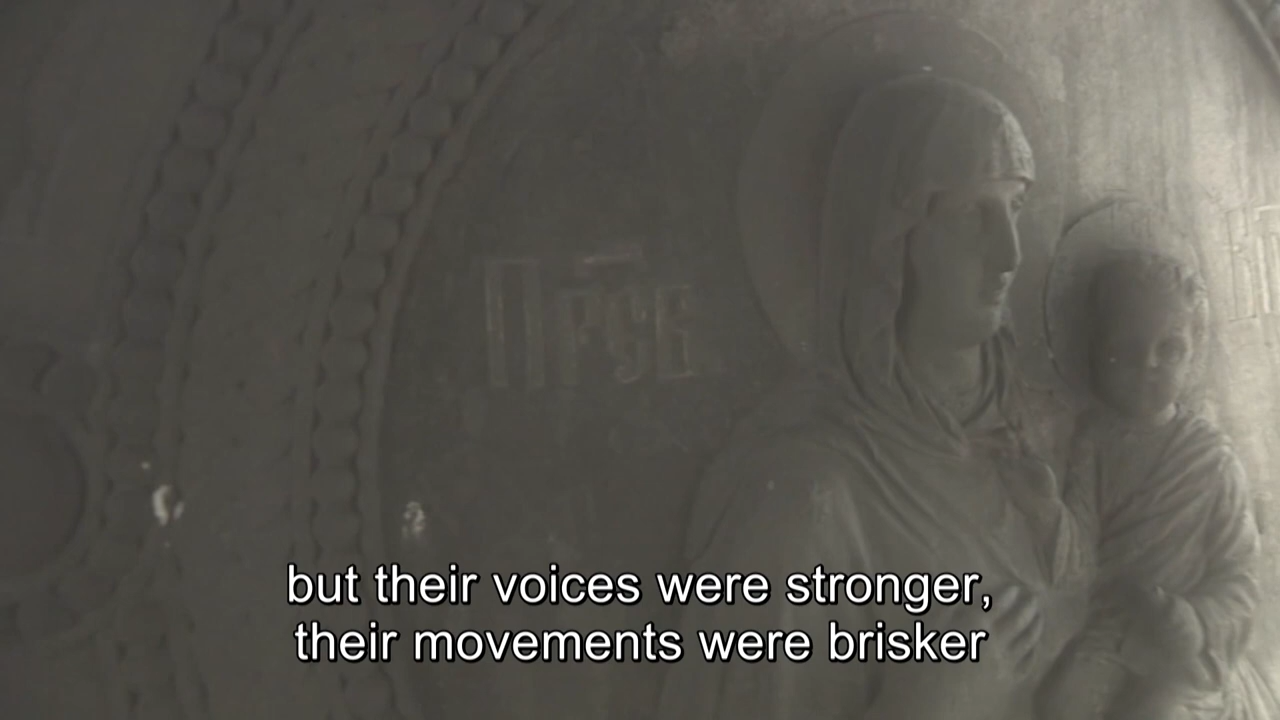 but their voices were stronger,
their movements were brisker